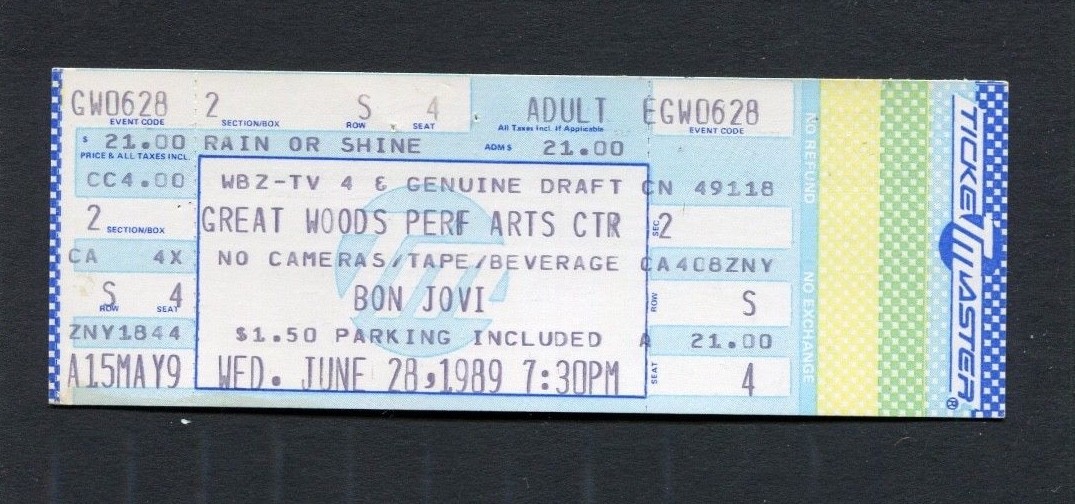 GW0628 2 S 4 ADULT EGW0628
EVENT CODE SECTION/BOX ROW SEAT All Taxes Incl. If Applicable EVENT CODE
$ 21.00 RAIN OR SHINE ADM$ 21.00
PRICE & ALL TAXES INCL.
CC4.00 WBZ-TV 4 & GENUINE DRAFT CN 49118
2 SECTION/BOX GREAT WOODS PERF ARTS CTR SEC 2
CA 4X NO CAMERAS/TAPE/BEVERAGE CA408ZNY
S 4 BON JOVI ROW S
ROW SEAT
ZNY1844 $1.50 PARKING INCLUDED A 21.00
A15MAY9 WED. JUNE 28,1989 7:30PM SEAT 4
NO REFUND NO EXCHANGE
TICKETMASTER®